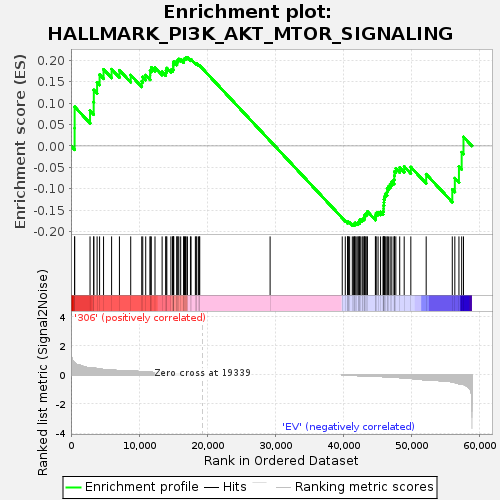 Enrichment plot:
HALLMARK_PI3K_AKT_MTOR_SIGNALING
Enrichment score (ES)
0.20
0.15
0.10
0.05
0.00
-0.05
-0.10
-0.15
-0.20
'306' (positively correlated)
Ranked list metric (Signal2Noise)
4
2
0
-2
-4
Zero cross at 19339
'EV' (negatively correlated)
0 10,000 20,000 30,000 40,000 50,000 60,000
Rank in Ordered Dataset
Enrichment profile Hits Ranking metric scores